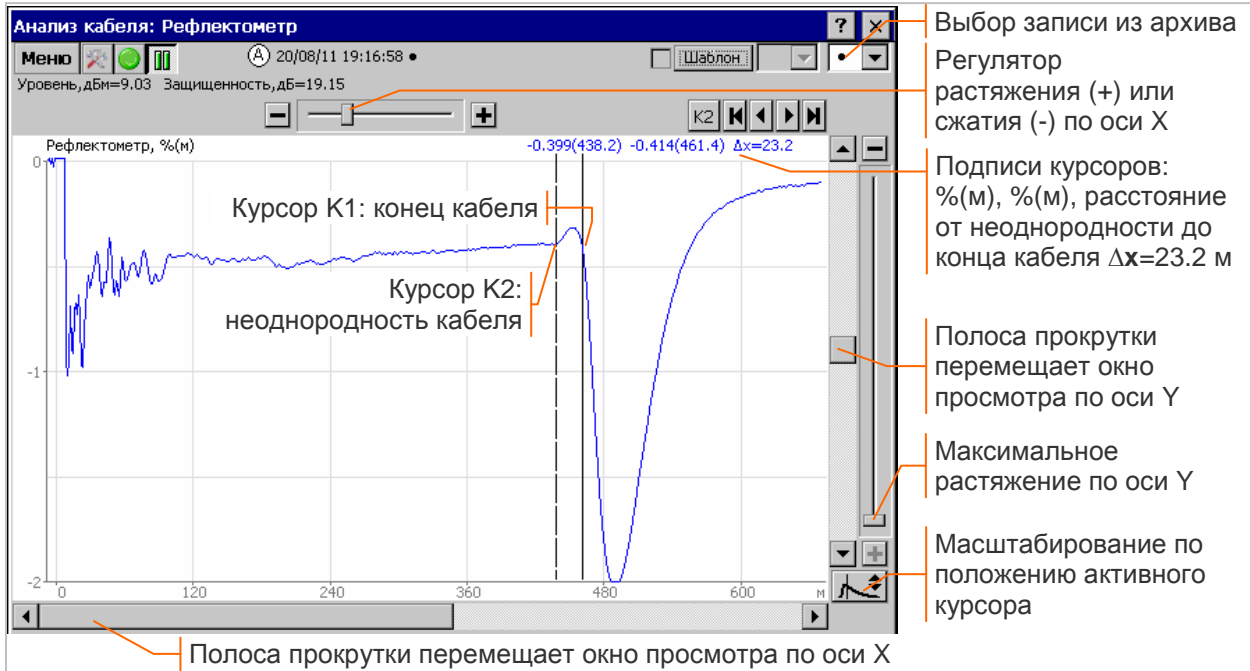 Анализ кабеля: Рефлектометр
?
×
Меню
A 20/08/11 19:16:58 •
Шаблон
•
Уровень,дБм=9.03 Защищенность,дБ=19.15
K2
Рефлектометр, %(м)
-0.399(438.2) -0.414(461.4) Δx=23.2
0
-1
-2
0 120 240 360 480 600 м
Курсор K1: конец кабеля
Курсор K2:
неоднородность кабеля
Выбор записи из архива
Регулятор
растяжения (+) или
сжатия (-) по оси X
Подписи курсоров:
%(м), %(м), расстояние
от неоднородности до
конца кабеля Δx=23.2 м
Полоса прокрутки
перемещает окно
просмотра по оси Y
Максимальное
растяжение по оси Y
Масштабирование по
положению активного
курсора
Полоса прокрутки перемещает окно просмотра по оси X